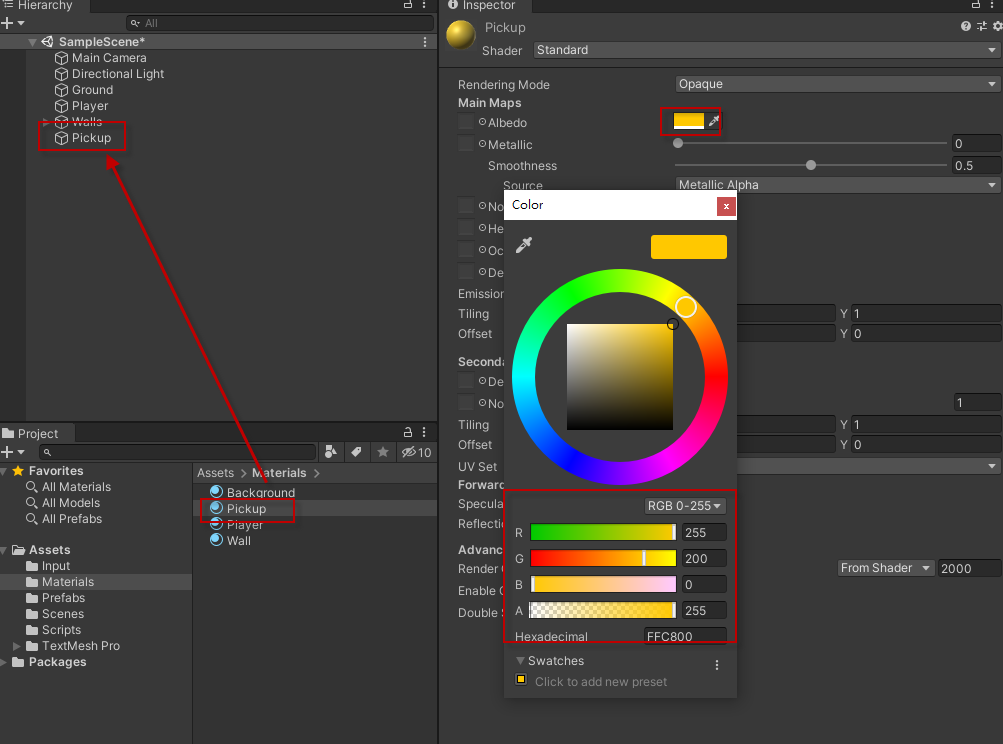 Hierarchy
All
SampleScene*
Main Camera
Directional Light
Ground
Player
Walls
Pickup
Project
10
Favorites
All Materials
All Models
All Prefabs
Assets
Input
Materials
Prefabs
Scenes
Scripts
TextMesh Pro
Packages
Assets > Materials >
Background
Pickup
Player
Wall
Inspector
Pickup
Shader Standard
Rendering Mode Opaque
Main Maps
Albedo
Metallic 0
Smoothness 0.5
Source Metallic Alpha
No
He
Oc
De
Emission
Tiling Y 1
Offset Y 0
Seconda
De
No 1
Tiling Y 1
Offset Y 0
UV Set
Forward
Specula
Reflectio
Advanc
Render Q From Shader 2000
Enable G
Double S
Color
x
RGB 0-255
R 255
G 200
B 0
A 255
Hexadecimal FFC800
Swatches
Click to add new preset